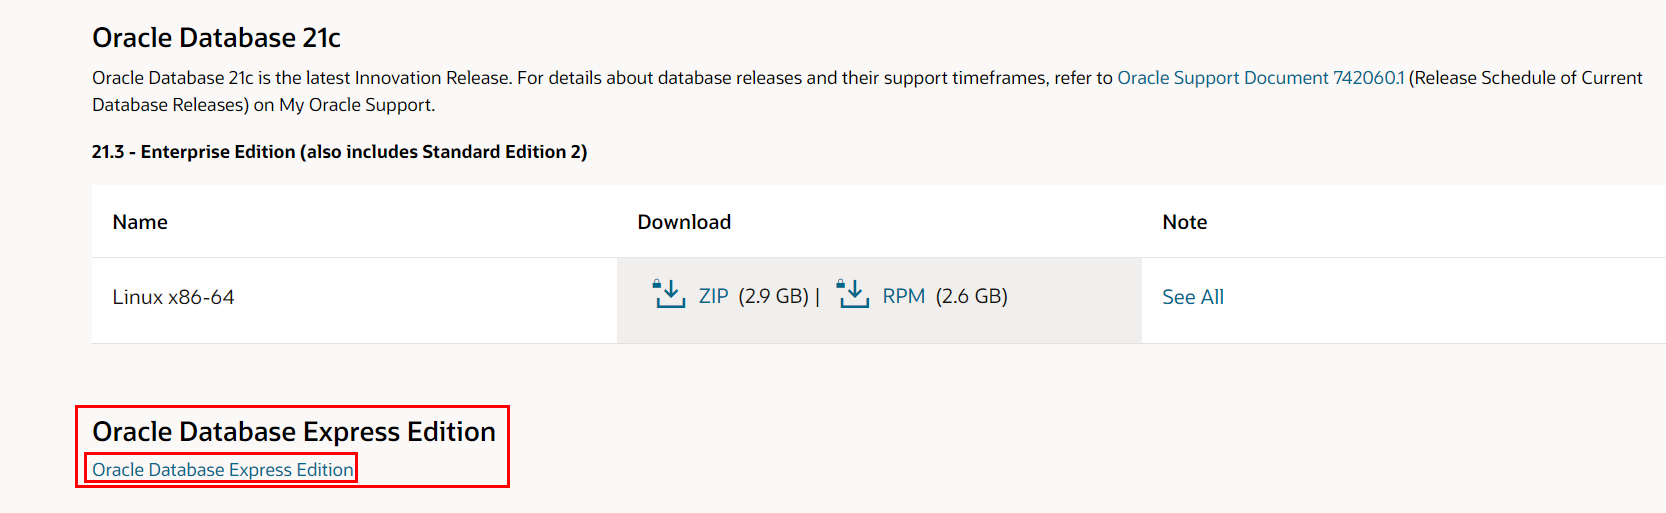 Oracle Database 21c
Oracle Database 21c is the latest Innovation Release. For details about database releases and their support timeframes, refer to Oracle Support Document 742060.1 (Release Schedule of Current
Database Releases) on My Oracle Support.
21.3 - Enterprise Edition (also includes Standard Edition 2)
Name Download Note
Linux x86-64 ZIP (2.9 GB) | RPM (2.6 GB) See All
Oracle Database Express Edition
Oracle Database Express Edition